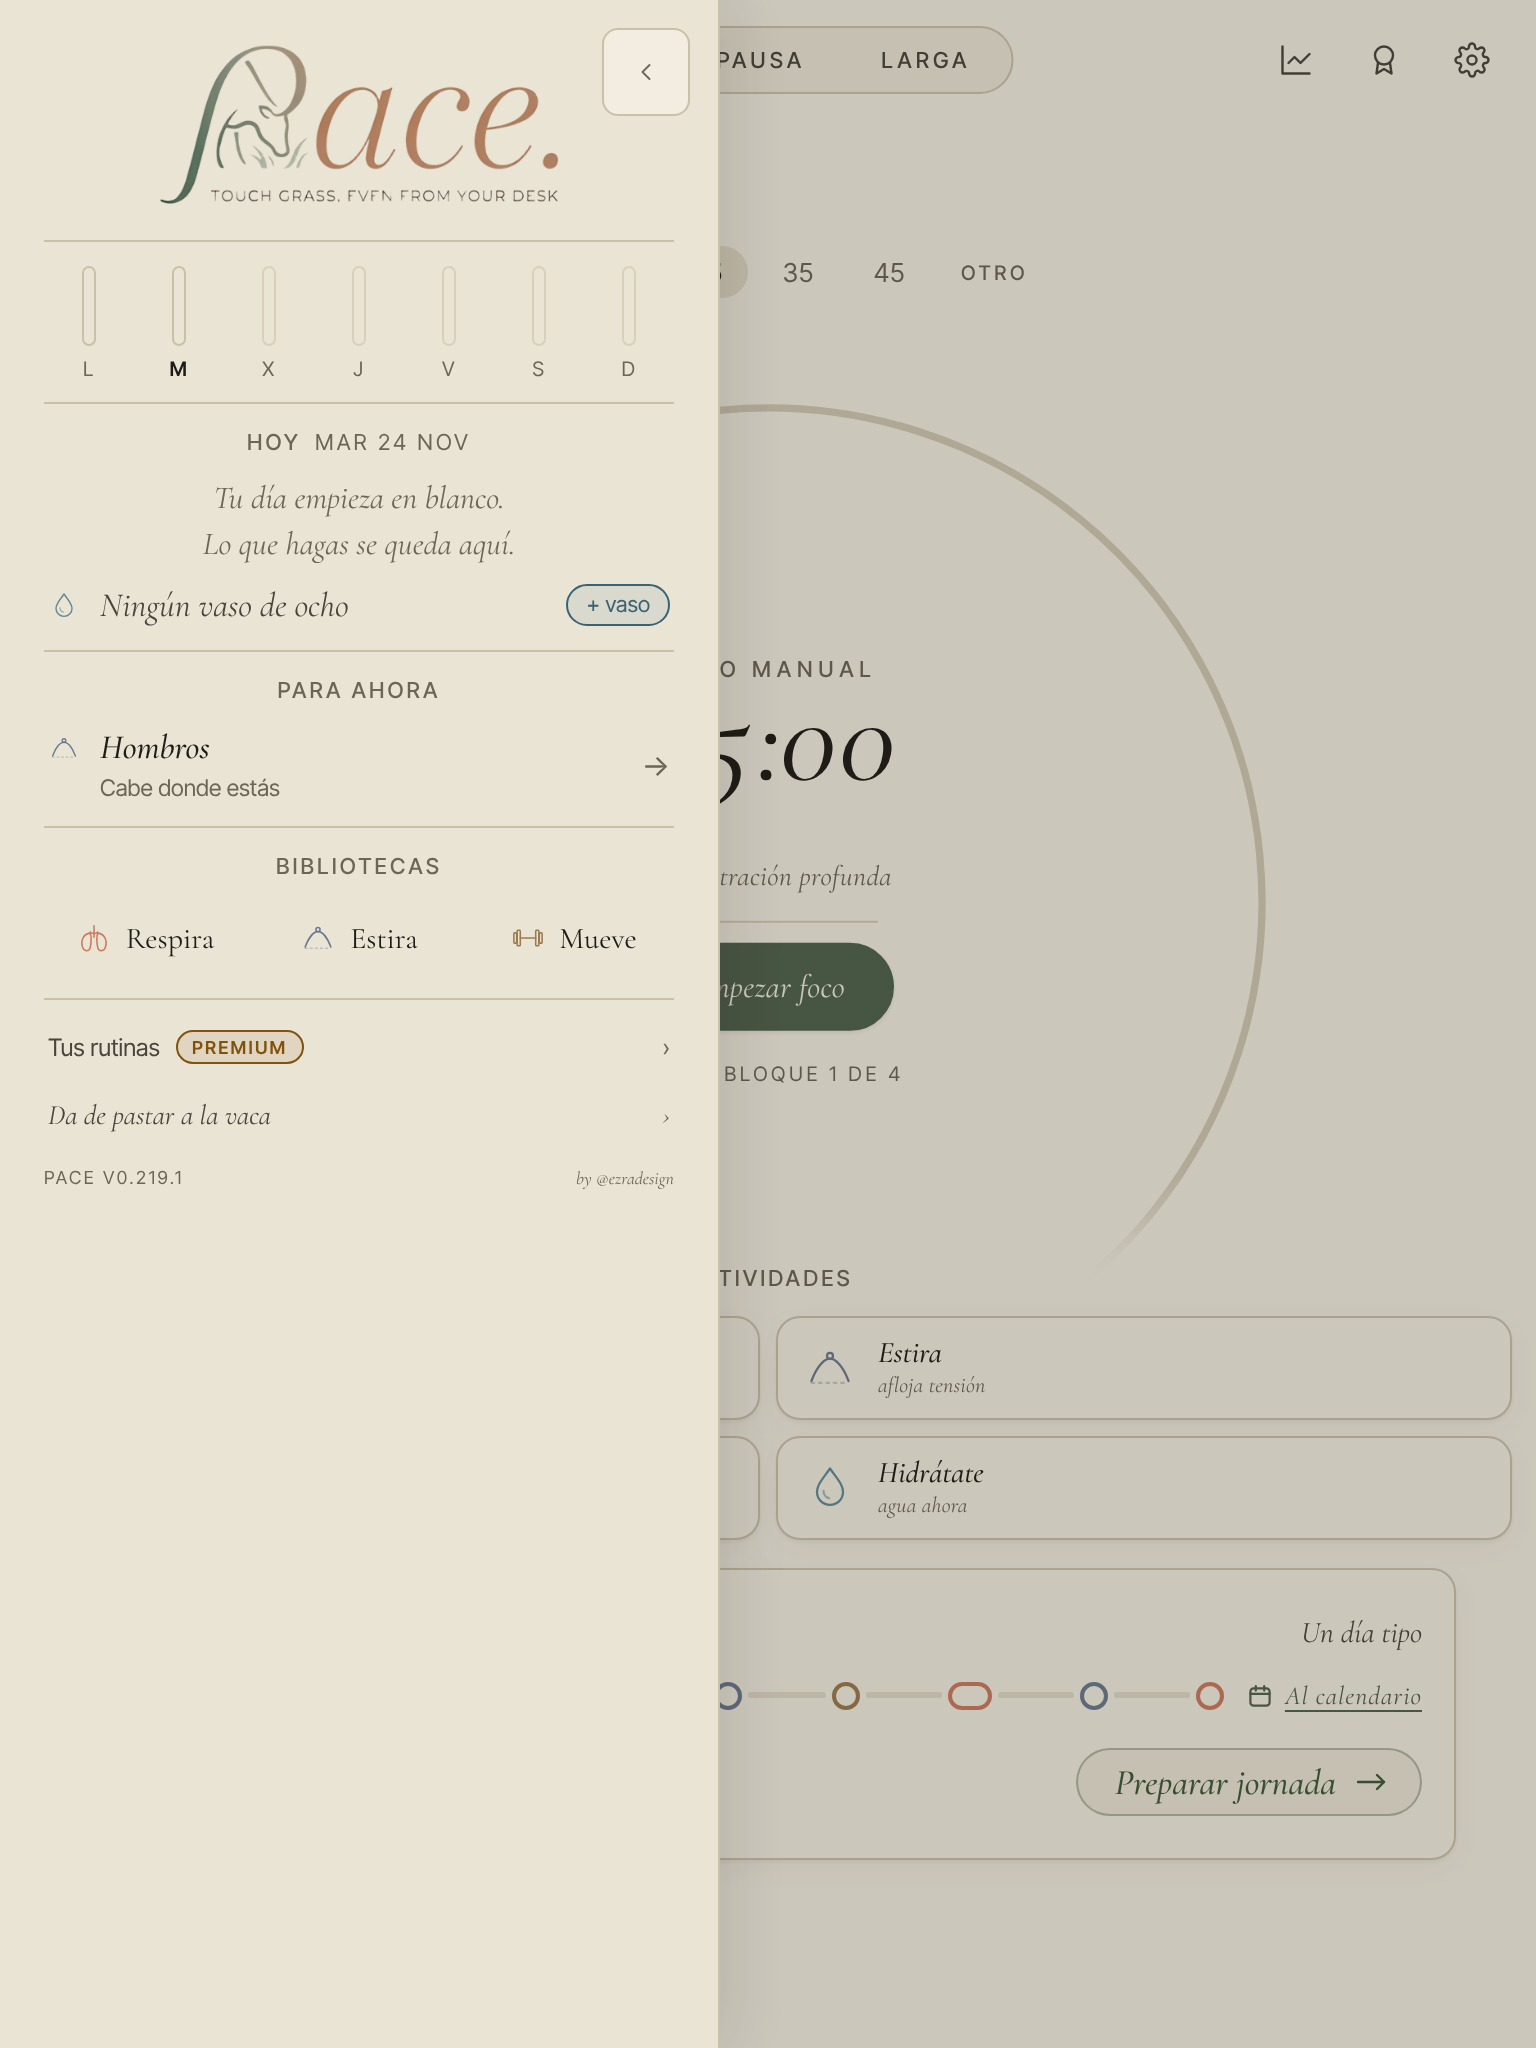 Pace.
TOUCH GRASS, EVEN FROM YOUR DESK
L M X J V S D
HOY MAR 24 NOV
Tu día empieza en blanco.
Lo que hagas se queda aquí.
Ningún vaso de ocho
+ vaso
PARA AHORA
Hombros
Cabe donde estás
BIBLIOTECAS
Respira
Estira
Mueve
Tus rutinas PREMIUM
Da de pastar a la vaca
PACE V0.219.1
by @ezradesign
PAUSA LARGA
35 45 OTRO
MANUAL
5:00
profunda
foco
BLOQUE 1 DE 4
Estira
afloja tensión
Hidrátate
agua ahora
Un día tipo
Al calendario
Preparar jornada